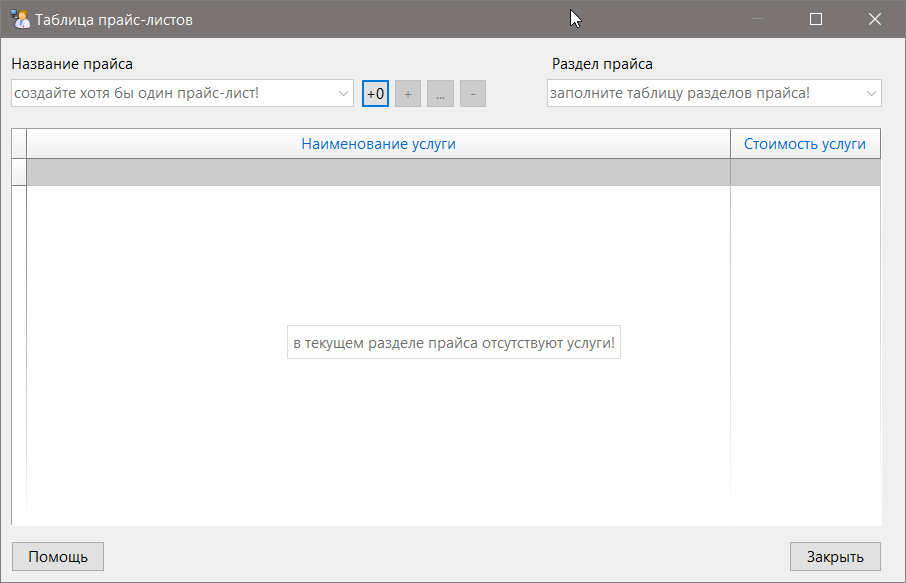 Таблица прайс-листов
Название прайса
Раздел прайса
создайте хотя бы один прайс-лист!
+0
+
...
-
заполните таблицу разделов прайса!
Наименование услуги
Стоимость услуги
в текущем разделе прайса отсутствуют услуги!
Помощь
Закрыть